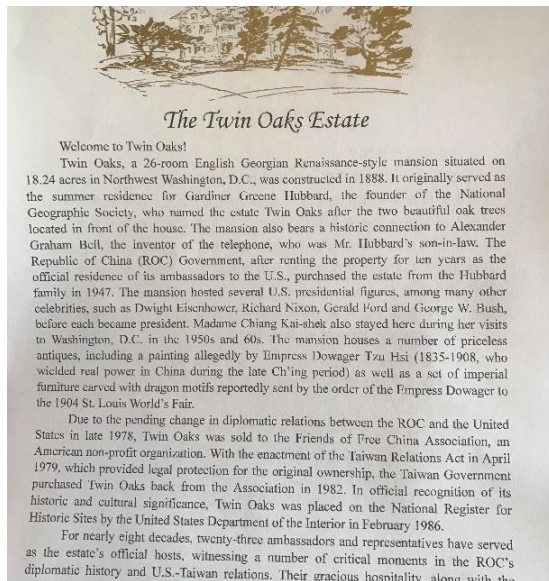 The Twin Oaks Estate
Welcome to Twin Oaks!
Twin Oaks, a 26-room English Georgian Renaissance-style mansion situated on
18.24 acres in Northwest Washington, D.C., was constructed in 1888. It originally served as
the summer residence for Gardiner Greene Hubbard, the founder of the National
Geographic Society, who named the estate Twin Oaks after the two beautiful oak trees
located in front of the house. The mansion also bears a historic connection to Alexander
Graham Bell, the inventor of the telephone, who was Mr. Hubbard's son-in-law. The
Republic of China (ROC) Government, after renting the property for ten years as the
official residence of its ambassadors to the U.S., purchased the estate from the Hubbard
family in 1947. The mansion hosted several U.S. presidential figures, among many other
celebrities, such as Dwight Eisenhower, Richard Nixon, Gerald Ford and George W. Bush,
before each became president. Madame Chiang Kai-shek also stayed here during her visits
to Washington, D.C. in the 1950s and 60s. The mansion houses a number of priceless
antiques, including a painting allegedly by Empress Dowager Tzu Hsi (1835-1908, who
wielded real power in China during the late Ch'ing period) as well as a set of imperial
furniture carved with dragon motifs reportedly sent by the order of the Empress Dowager to
the 1904 St. Louis World's Fair.
Due to the pending change in diplomatic relations between the ROC and the United
States in late 1978, Twin Oaks was sold to the Friends of Free China Association, an
American non-profit organization. With the enactment of the Taiwan Relations Act in April
1979, which provided legal protection for the original ownership, the Taiwan Government
purchased Twin Oaks back from the Association in 1982. In official recognition of its
historic and cultural significance, Twin Oaks was placed on the National Register for
Historic Sites by the United States Department of the Interior in February 1986.
For nearly eight decades, twenty-three ambassadors and representatives have served
as the estate's official hosts, witnessing a number of critical moments in the ROC's
diplomatic history and U.S.-Taiwan relations. Their gracious hospitality, along with the